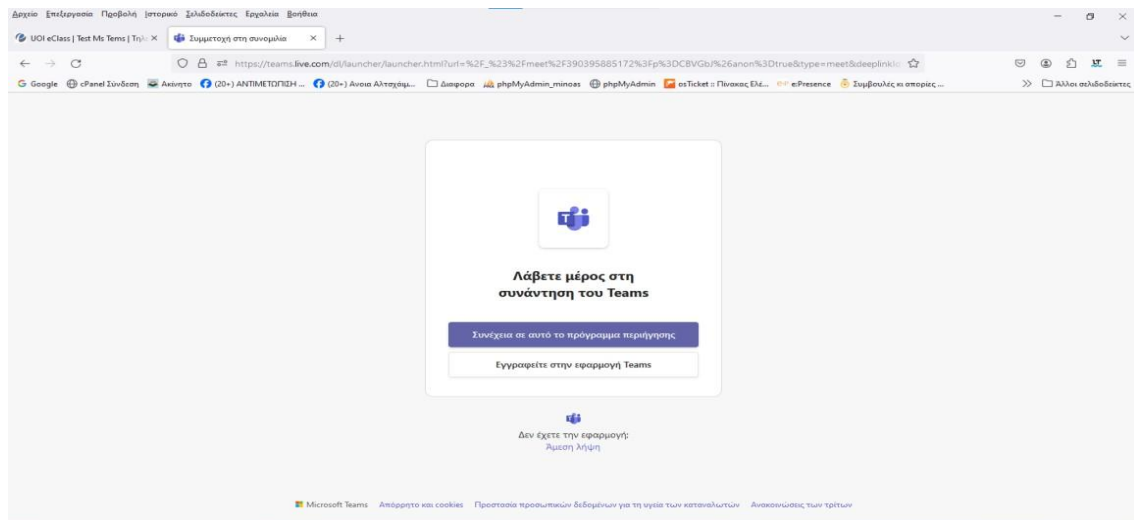 Αρχείο Επεξεργασία Προβολή Ιστορικό Σελιδοδείκτες Εργαλεία Βοήθεια
UOI eClass | Test Ms Tems | Τηλε
Συμμετοχή στη συνομιλία
https://teams.live.com/dl/launcher/launcher.html?url=%2F_%23%2Fmeet%2F390395885172%3Fp%3DCBVGbJ%26anon%3Dtrue&type=meet&deeplinkId
Google cPanel Σύνδεση Ακίνητο (20+) ΑΝΤΙΜΕΤΩΠΙΣΗ ... (20+) Ανοια Αλτσχάιμ... Διαφορα phpMyAdmin_minoas phpMyAdmin osTicket :: Πίνακας Ελέ... e:Presence Συμβουλές κι απορίες ... Άλλοι σελιδοδείκτες
Λάβετε μέρος στη
συνάντηση του Teams
Συνέχεια σε αυτό το πρόγραμμα περιήγησης
Εγγραφείτε στην εφαρμογή Teams
Δεν έχετε την εφαρμογή;
Άμεση λήψη
Microsoft Teams Απόρρητο και cookies Προστασία προσωπικών δεδομένων για τη υγεία των καταναλωτών Ανακοινώσεις των τρίτων